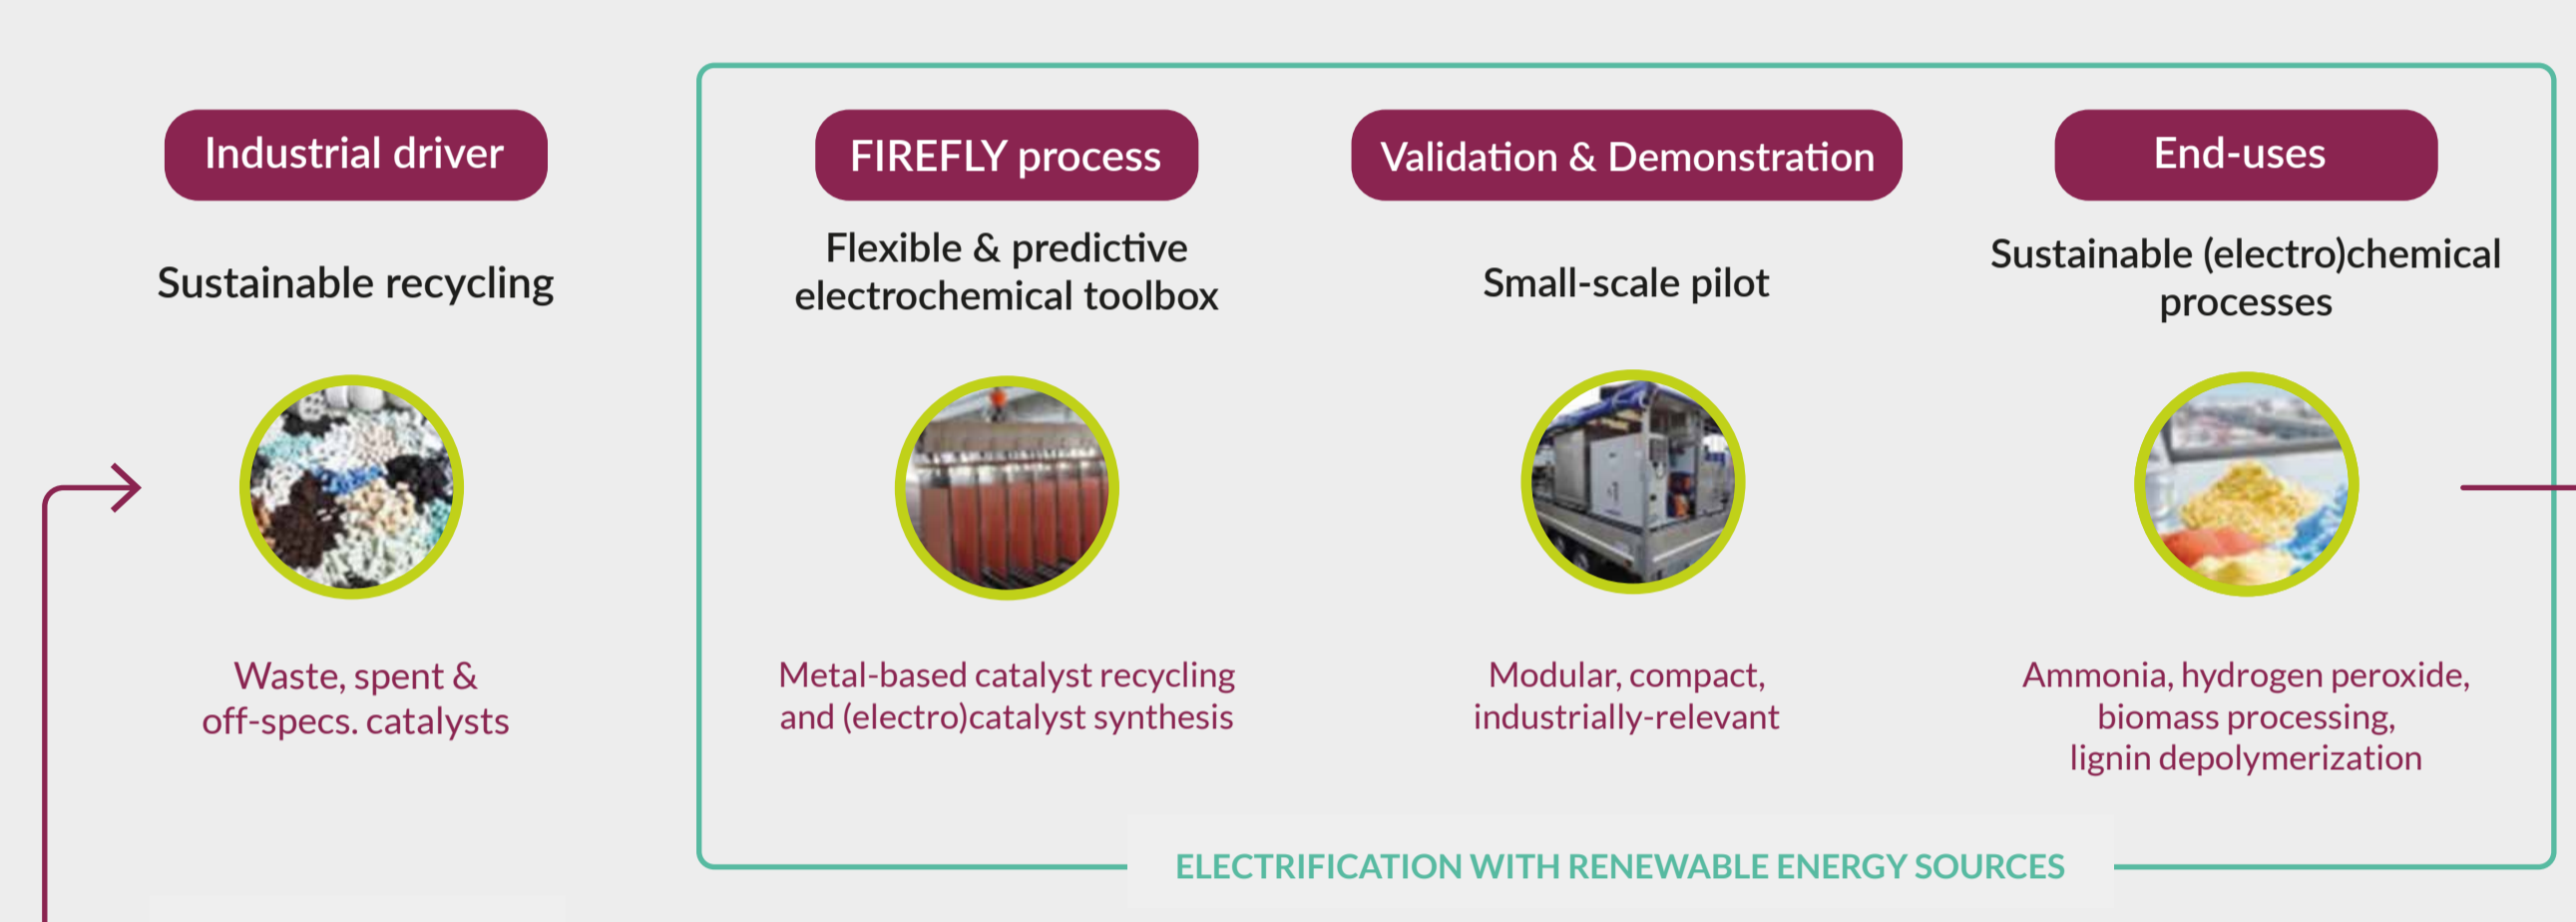 Industrial driver
Sustainable recycling
Waste, spent &
off-specs. catalysts
FIREFLY process
Flexible & predictive
electrochemical toolbox
Metal-based catalyst recycling
and (electro)catalyst synthesis
Validation & Demonstration
Small-scale pilot
Modular, compact,
industrially-relevant
End-uses
Sustainable (electro)chemical
processes
Ammonia, hydrogen peroxide,
biomass processing,
lignin depolymerization
ELECTRIFICATION WITH RENEWABLE ENERGY SOURCES